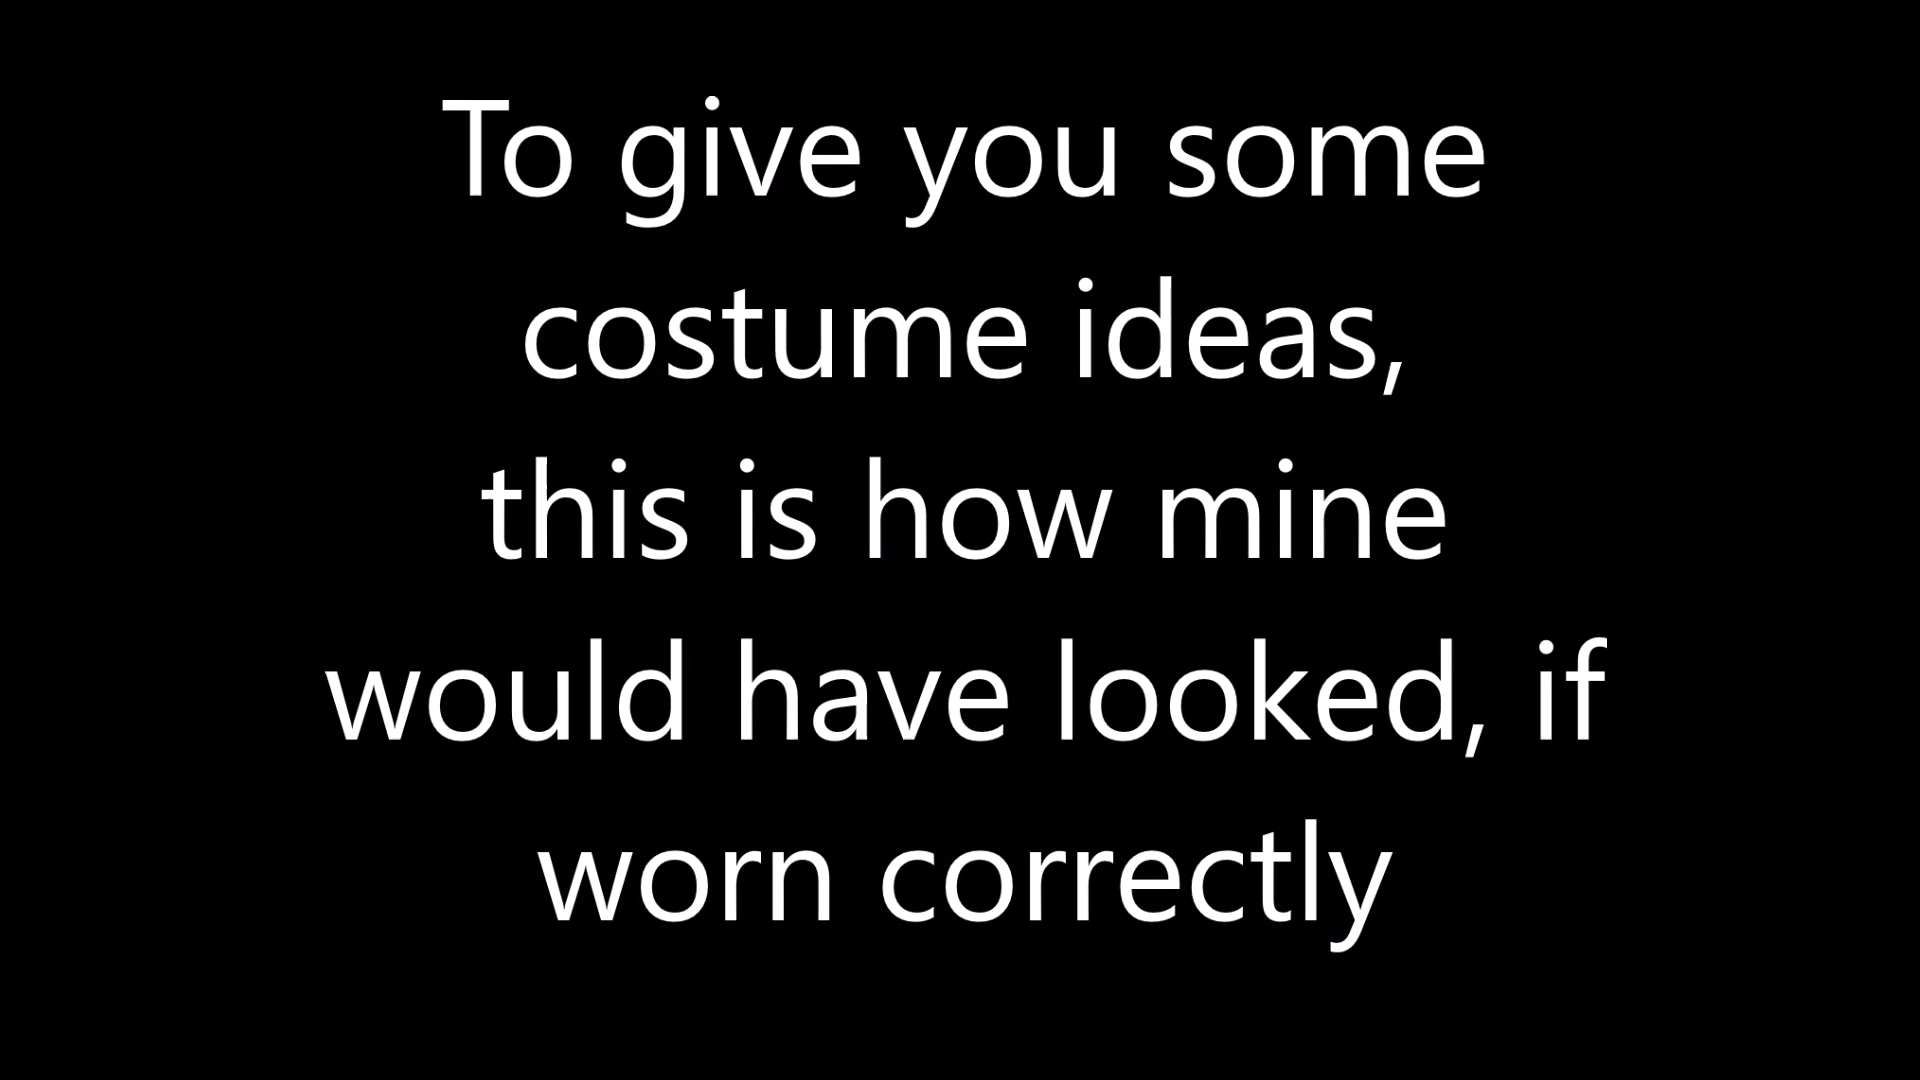 To give you some
costume ideas,
this is how mine
would have looked, if
worn correctly